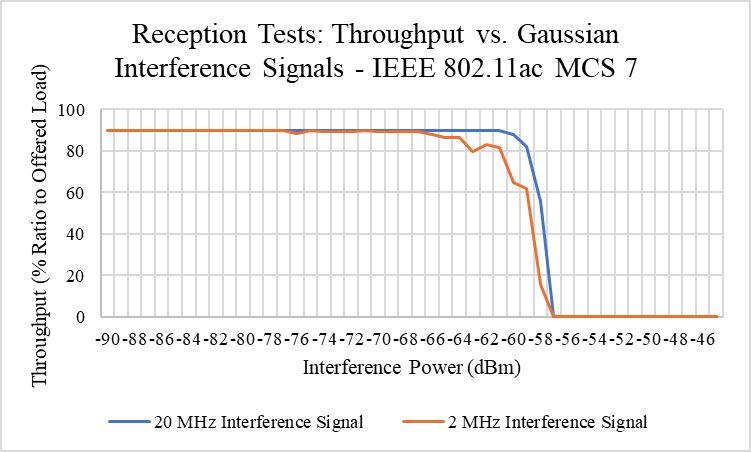 Reception Tests: Throughput vs. Gaussian
Interference Signals - IEEE 802.11ac MCS 7
Throughput (% Ratio to Offered Load)
100
80
60
40
20
0
-90 -88 -86 -84 -82 -80 -78 -76 -74 -72 -70 -68 -66 -64 -62 -60 -58 -56 -54 -52 -50 -48 -46
Interference Power (dBm)
20 MHz Interference Signal 2 MHz Interference Signal